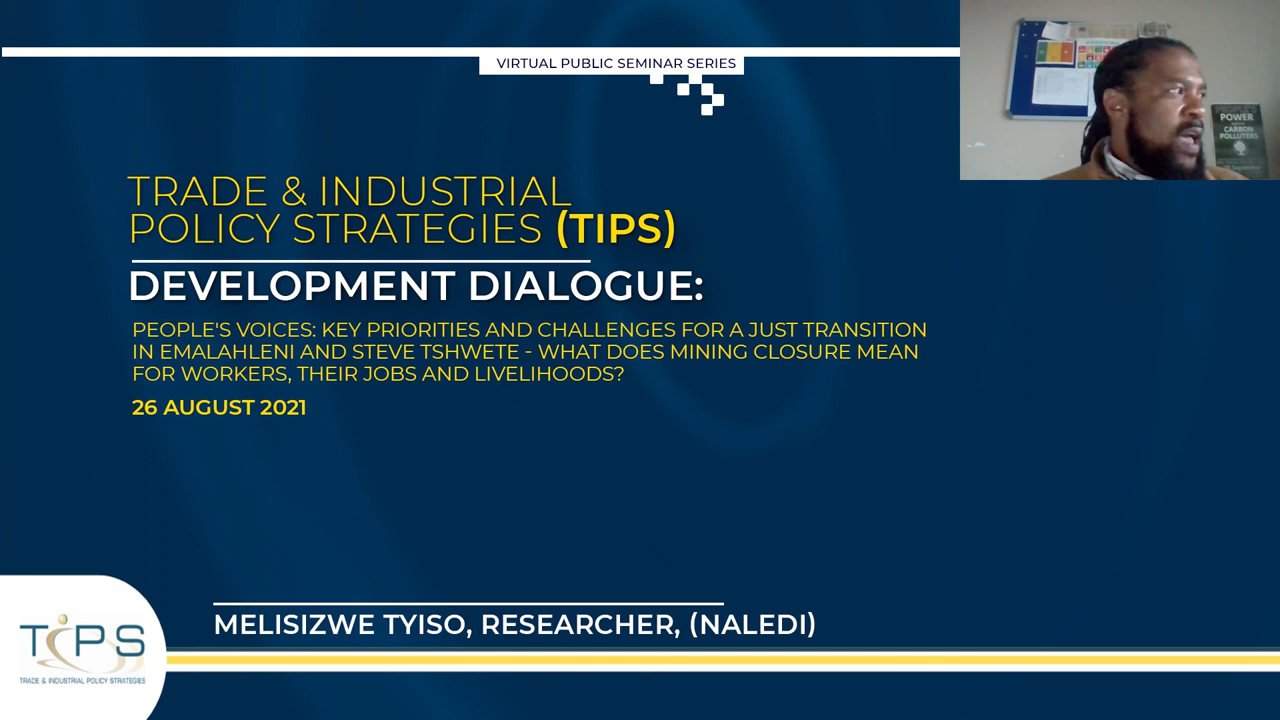 VIRTUAL PUBLIC SEMINAR SERIES
POWER
CARBON
POLLUTERS
TRADE & INDUSTRIAL
POLICY STRATEGIES (TIPS)
DEVELOPMENT DIALOGUE:
PEOPLE'S VOICES: KEY PRIORITIES AND CHALLENGES FOR A JUST TRANSITION
IN EMALAHLENI AND STEVE TSHWETE - WHAT DOES MINING CLOSURE MEAN
FOR WORKERS, THEIR JOBS AND LIVELIHOODS?
26 AUGUST 2021
MELISIZWE TYISO, RESEARCHER, (NALEDI)
TIPS
TRADE & INDUSTRIAL POLICY STRATEGIES